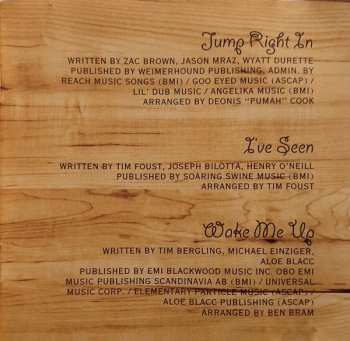 Jump Right In
WRITTEN BY ZAC BROWN, JASON MRAZ, WYATT DURETTE
PUBLISHED BY WEIMERHOUND PUBLISHING, ADMIN. BY
REACH MUSIC SONGS (BMI) / GOO EYED MUSIC (ASCAP) /
LIL' DUB MUSIC / ANGELIKA MUSIC (BMI)
ARRANGED BY DEONIS "PUMAH" COOK
I've Seen
WRITTEN BY TIM FOUST, JOSEPH BILOTTA, HENRY O'NEILL
PUBLISHED BY SOARING SWINE MUSIC (BMI)
ARRANGED BY TIM FOUST
Wake Me Up
WRITTEN BY TIM BERGLING, MICHAEL EINZIGER,
ALOE BLACC
PUBLISHED BY EMI BLACKWOOD MUSIC INC. OBO EMI
MUSIC PUBLISHING SCANDINAVIA AB (BMI) / UNIVERSAL
MUSIC CORP. / ELEMENTARY PARTICLE MUSIC (ASCAP) /
ALOE BLACC PUBLISHING (ASCAP)
ARRANGED BY BEN BRAM